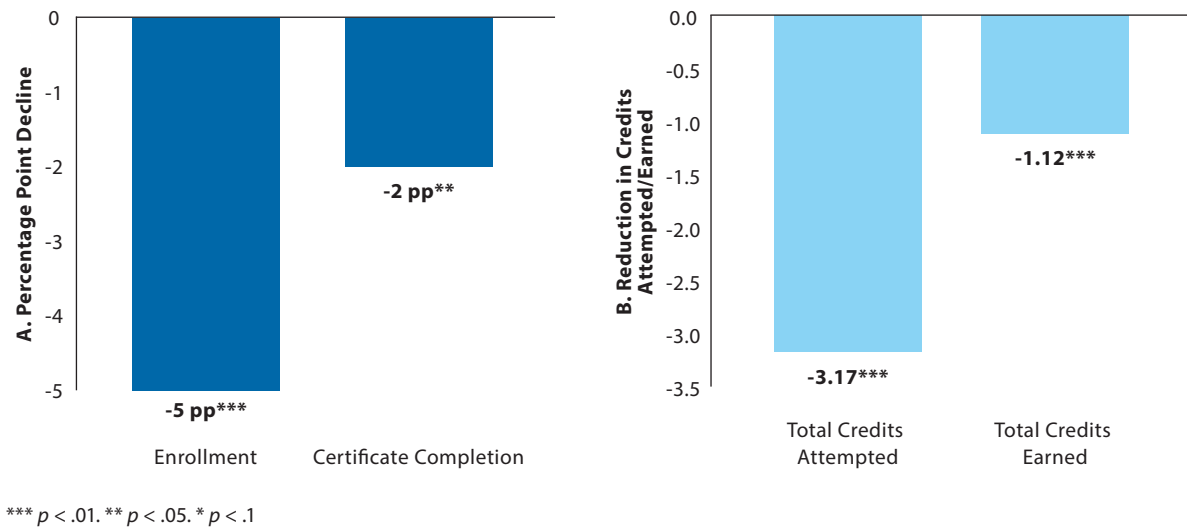 A. Percentage Point Decline
0
-1
-2
-3
-4
-5
-5 pp***
-2 pp**
Enrollment
Certificate Completion
B. Reduction in Credits
Attempted/Earned
0.0
-0.5
-1.0
-1.5
-2.0
-2.5
-3.0
-3.5
-3.17***
-1.12***
Total Credits
Attempted
Total Credits
Earned
*** p < .01. ** p < .05. * p < .1